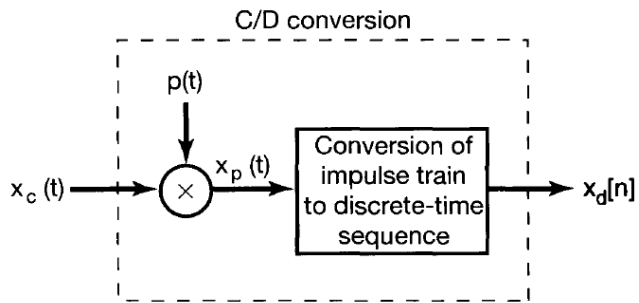 C/D conversion
p(t)
x_c (t)
×
x_p (t)
Conversion of
impulse train
to discrete-time
sequence
x_d[n]